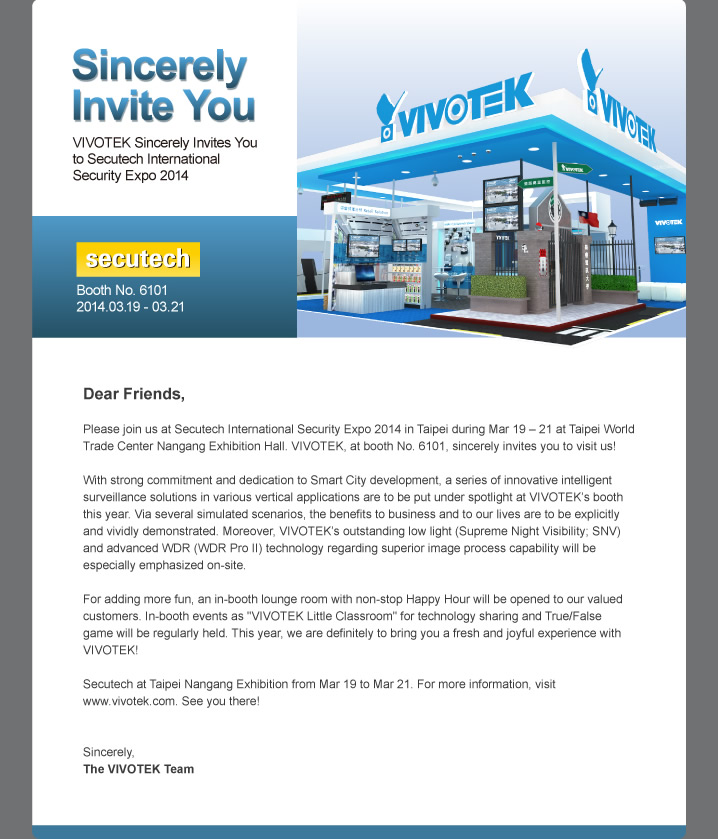 Sincerely
Invite You
VIVOTEK Sincerely Invites You
to Secutech International
Security Expo 2014
secutech
Booth No. 6101
2014.03.19 - 03.21
VIVOTEK
VIVOTEK
VIVOTEK
VIVOTEK
Dear Friends,
Please join us at Secutech International Security Expo 2014 in Taipei during Mar 19 – 21 at Taipei World
Trade Center Nangang Exhibition Hall. VIVOTEK, at booth No. 6101, sincerely invites you to visit us!
With strong commitment and dedication to Smart City development, a series of innovative intelligent
surveillance solutions in various vertical applications are to be put under spotlight at VIVOTEK's booth
this year. Via several simulated scenarios, the benefits to business and to our lives are to be explicitly
and vividly demonstrated. Moreover, VIVOTEK's outstanding low light (Supreme Night Visibility; SNV)
and advanced WDR (WDR Pro II) technology regarding superior image process capability will be
especially emphasized on-site.
For adding more fun, an in-booth lounge room with non-stop Happy Hour will be opened to our valued
customers. In-booth events as "VIVOTEK Little Classroom" for technology sharing and True/False
game will be regularly held. This year, we are definitely to bring you a fresh and joyful experience with
VIVOTEK!
Secutech at Taipei Nangang Exhibition from Mar 19 to Mar 21. For more information, visit
www.vivotek.com. See you there!
Sincerely,
The VIVOTEK Team